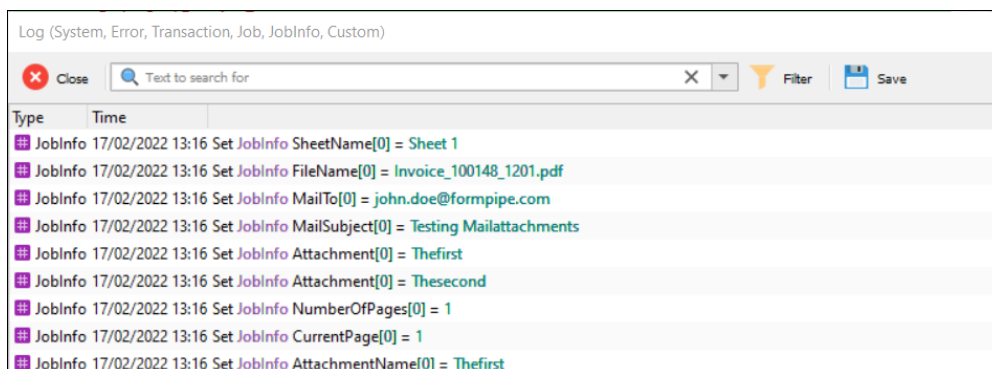 Log (System, Error, Transaction, Job, JobInfo, Custom)
Close Text to search for Filter Save
Type Time
JobInfo 17/02/2022 13:16 Set JobInfo SheetName[0] = Sheet 1
JobInfo 17/02/2022 13:16 Set JobInfo FileName[0] = Invoice_100148_1201.pdf
JobInfo 17/02/2022 13:16 Set JobInfo MailTo[0] = john.doe@formpipe.com
JobInfo 17/02/2022 13:16 Set JobInfo MailSubject[0] = Testing Mailattachments
JobInfo 17/02/2022 13:16 Set JobInfo Attachment[0] = Thefirst
JobInfo 17/02/2022 13:16 Set JobInfo Attachment[0] = Thesecond
JobInfo 17/02/2022 13:16 Set JobInfo NumberOfPages[0] = 1
JobInfo 17/02/2022 13:16 Set JobInfo CurrentPage[0] = 1
JobInfo 17/02/2022 13:16 Set JobInfo AttachmentName[0] = Thefirst